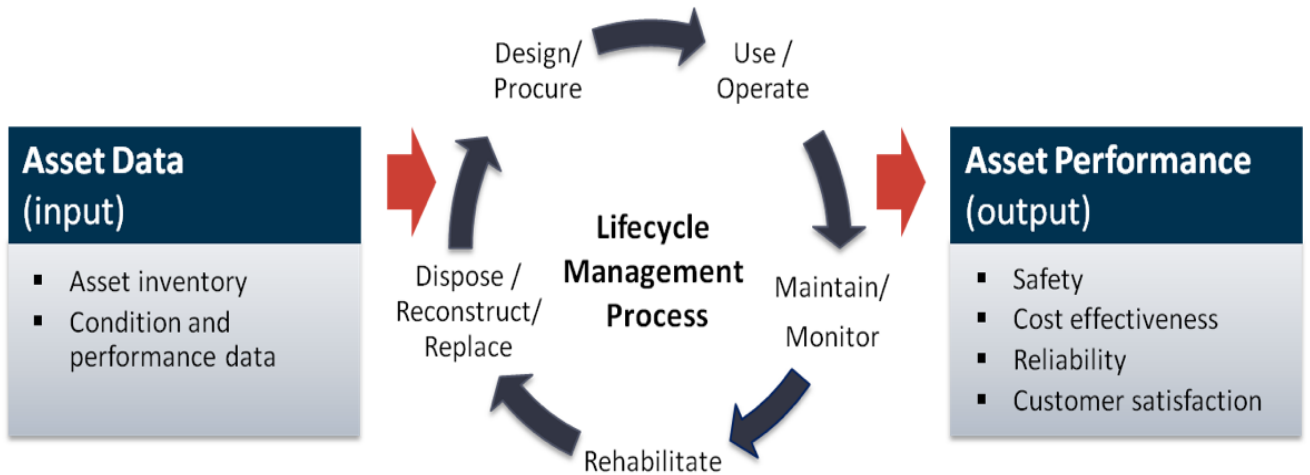 Asset Data
(input)
▪ Asset inventory
▪ Condition and
performance data
Design/
Procure
Use /
Operate
Maintain/
Monitor
Rehabilitate
Dispose /
Reconstruct/
Replace
Lifecycle
Management
Process
Asset Performance
(output)
▪ Safety
▪ Cost effectiveness
▪ Reliability
▪ Customer satisfaction